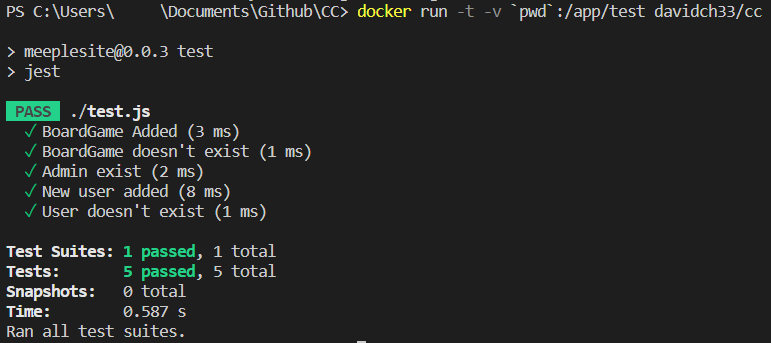 PS C:\Users\      \Documents\Github\CC> docker run -t -v `pwd`:/app/test davidch33/cc
> meeplesite@0.0.3 test
> jest
PASS ./test.js
✓ BoardGame Added (3 ms)
✓ BoardGame doesn't exist (1 ms)
✓ Admin exist (2 ms)
✓ New user added (8 ms)
✓ User doesn't exist (1 ms)
Test Suites: 1 passed, 1 total
Tests:       5 passed, 5 total
Snapshots:   0 total
Time:        0.587 s
Ran all test suites.